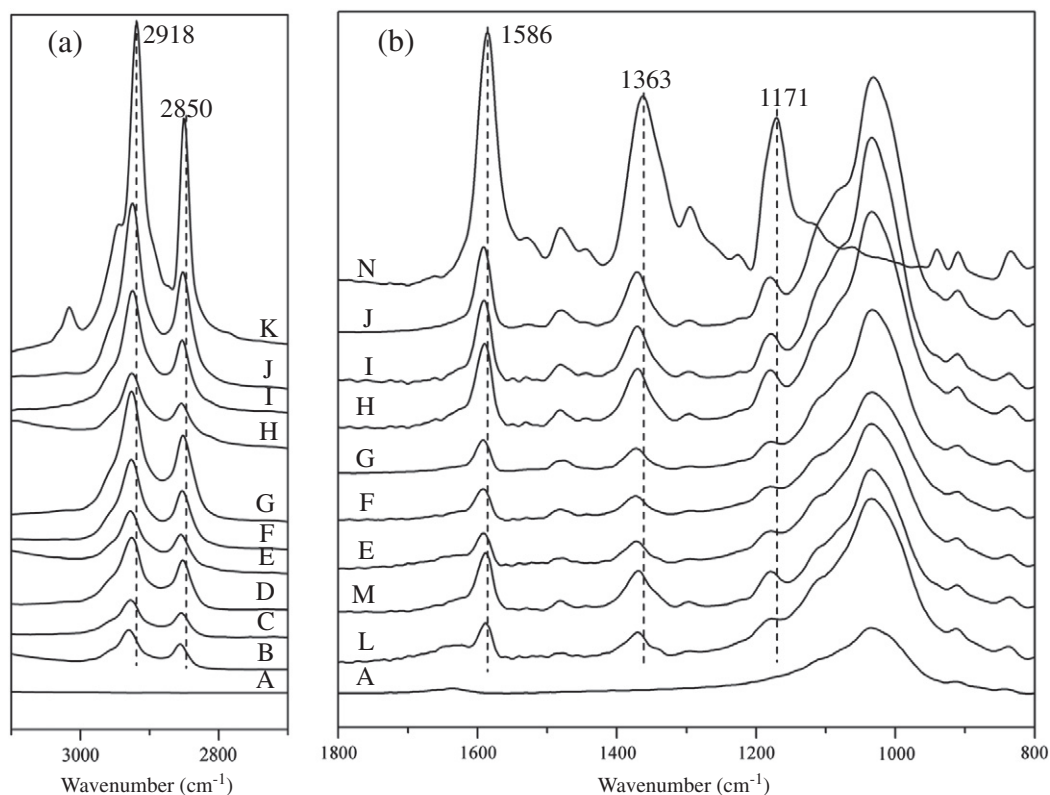 (a)
2918
2850
K
J
I
H
G
F
E
D
C
B
A
3000 2800
Wavenumber (cm-1)
(b)
1586
1363
1171
N
J
I
H
G
F
E
M
L
A
1800 1600 1400 1200 1000 800
Wavenumber (cm-1)